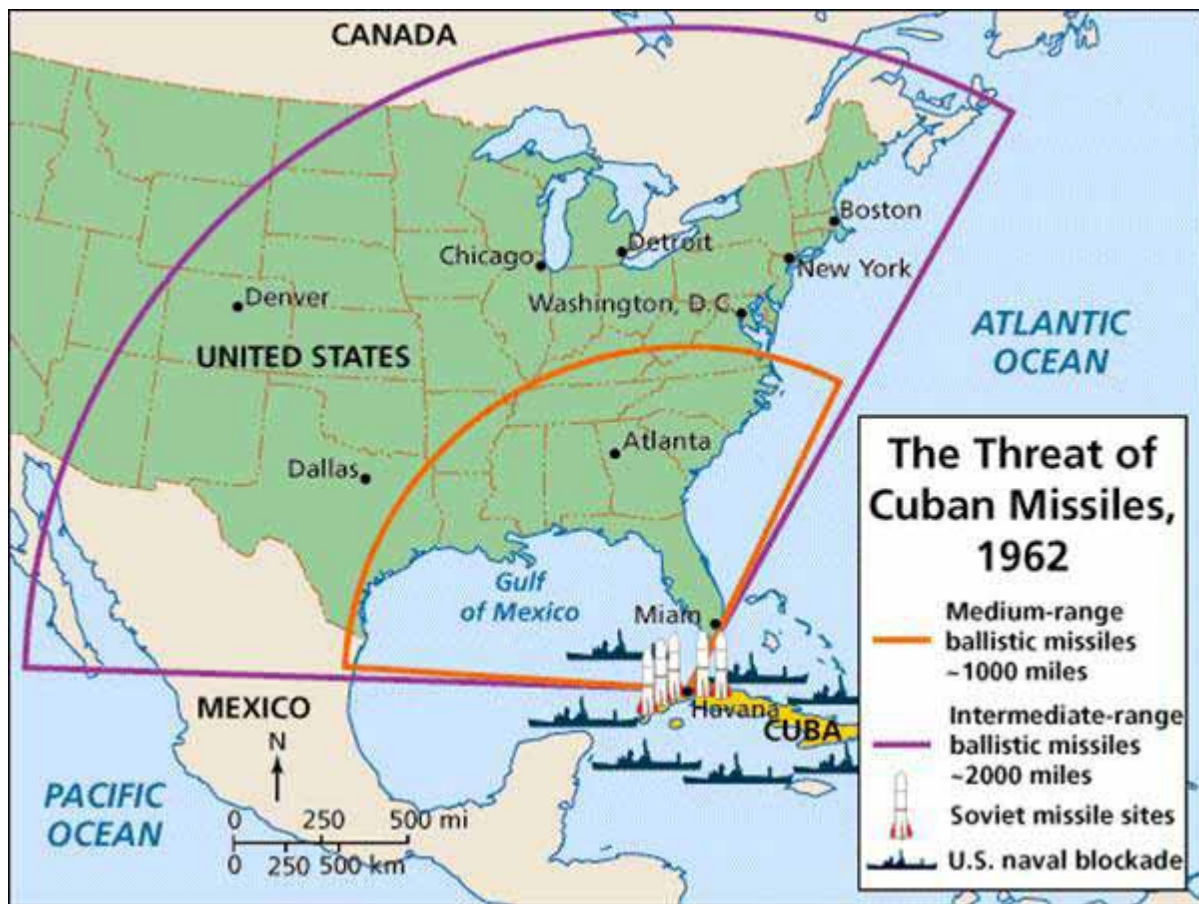 CANADA
Boston
Detroit
Chicago
New York
Denver
Washington, D.C.
UNITED STATES
ATLANTIC
OCEAN
Atlanta
Dallas
Gulf
of Mexico
Miam
Havana
CUBA
MEXICO
N
PACIFIC
OCEAN
0 250 500 mi
0 250 500 km
The Threat of
Cuban Missiles,
1962
Medium-range
ballistic missiles
~1000 miles
Intermediate-range
ballistic missiles
~2000 miles
Soviet missile sites
U.S. naval blockade